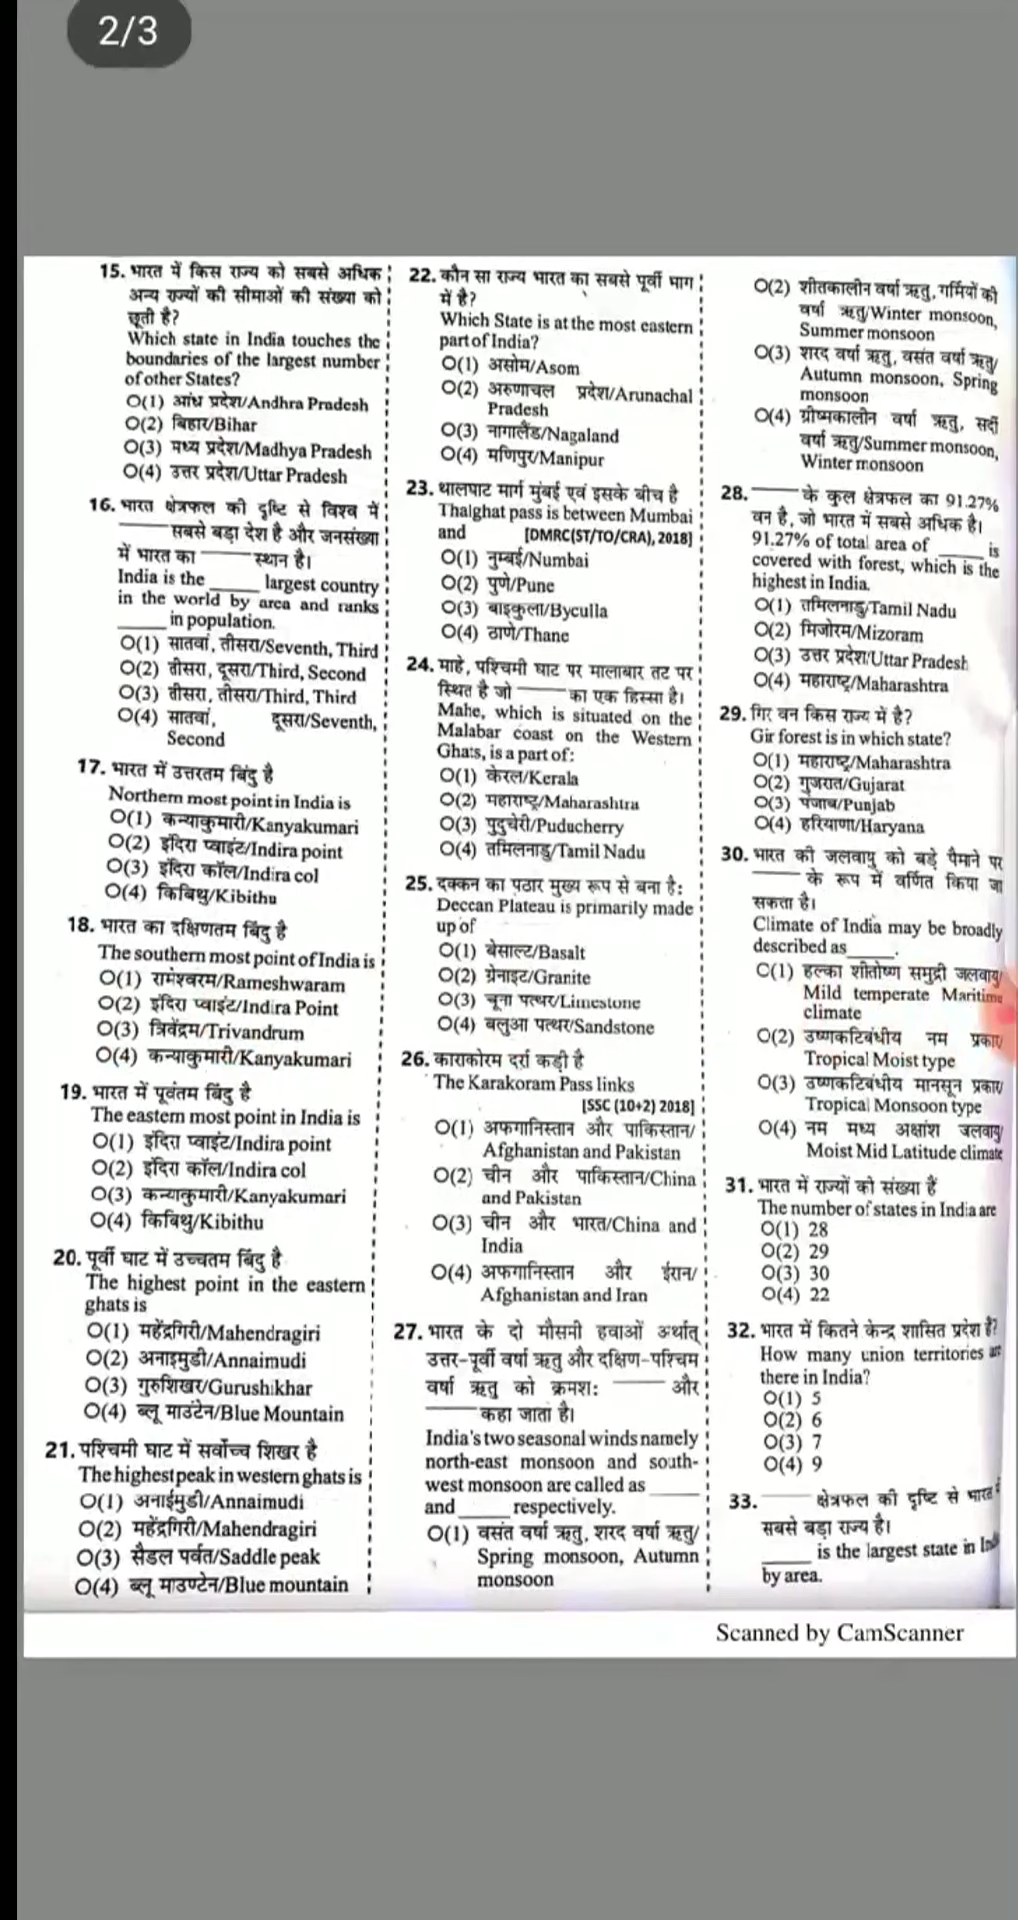 2/3
15. भारत में किस राज्य को सबसे अधिक
अन्य राज्यों की सीमाओं की संख्या को
छूती है?
Which state in India touches the
boundaries of the largest number
of other States?
O(1) आंध्र प्रदेश/Andhra Pradesh
O(2) बिहार/Bihar
O(3) मध्य प्रदेश/Madhya Pradesh
O(4) उत्तर प्रदेश/Uttar Pradesh
16. भारत क्षेत्रफल की दृष्टि से विश्व में
_____ सबसे बड़ा देश है और जनसंख्या
में भारत का _____ स्थान है।
India is the _____ largest country
in the world by area and ranks
_____ in population.
O(1) सातवां, तीसरा/Seventh, Third
O(2) तीसरा, दूसरा/Third, Second
O(3) तीसरा, तीसरा/Third, Third
O(4) सातवां, दूसरा/Seventh,
Second
17. भारत में उत्तरतम बिंदु है
Northern most point in India is
O(1) कन्याकुमारी/Kanyakumari
O(2) इंदिरा प्वाइंट/Indira point
O(3) इंदिरा कॉल/Indira col
O(4) किबिथु/Kibithu
18. भारत का दक्षिणतम बिंदु है
The southern most point of India is
O(1) रामेश्वरम/Rameshwaram
O(2) इंदिरा प्वाइंट/Indira Point
O(3) त्रिवेंद्रम/Trivandrum
O(4) कन्याकुमारी/Kanyakumari
19. भारत में पूर्वतम बिंदु है
The eastern most point in India is
O(1) इंदिरा प्वाइंट/Indira point
O(2) इंदिरा कॉल/Indira col
O(3) कन्याकुमारी/Kanyakumari
O(4) किबिथु/Kibithu
20. पूर्वी घाट में उच्चतम बिंदु है
The highest point in the eastern
ghats is
O(1) महेंद्रगिरी/Mahendragiri
O(2) अनाइमुडी/Annaimudi
O(3) गुरुशिखर/Gurushikhar
O(4) ब्लू माउंटेन/Blue Mountain
21. पश्चिमी घाट में सर्वोच्च शिखर है
The highest peak in western ghats is
O(1) अनाईमुडी/Annaimudi
O(2) महेंद्रगिरी/Mahendragiri
O(3) सैडल पर्वत/Saddle peak
O(4) ब्लू माउण्टेन/Blue mountain
22. कौन सा राज्य भारत का सबसे पूर्वी भाग
में है?
Which State is at the most eastern
part of India?
O(1) असोम/Asom
O(2) अरुणाचल प्रदेश/Arunachal
Pradesh
O(3) नागालैंड/Nagaland
O(4) मणिपुर/Manipur
23. थालघाट मार्ग मुंबई एवं इसके बीच है
Thalghat pass is between Mumbai
and [DMRC(ST/TO/CRA), 2018]
O(1) नुम्बई/Numbai
O(2) पुणे/Pune
O(3) बाइकुला/Byculla
O(4) ठाणे/Thane
24. माहे, पश्चिमी घाट पर मालाबार तट पर
स्थित है जो _____ का एक हिस्सा है।
Mahe, which is situated on the
Malabar coast on the Western
Ghats, is a part of:
O(1) केरल/Kerala
O(2) महाराष्ट्र/Maharashtra
O(3) पुदुचेरी/Puducherry
O(4) तमिलनाडु/Tamil Nadu
25. दक्कन का पठार मुख्य रूप से बना है:
Deccan Plateau is primarily made
up of
O(1) बेसाल्ट/Basalt
O(2) ग्रेनाइट/Granite
O(3) चूना पत्थर/Limestone
O(4) बलुआ पत्थर/Sandstone
26. काराकोरम दर्रा कड़ी है
The Karakoram Pass links
[SSC (10+2) 2018]
O(1) अफगानिस्तान और पाकिस्तान/
Afghanistan and Pakistan
O(2) चीन और पाकिस्तान/China
and Pakistan
O(3) चीन और भारत/China and
India
O(4) अफगानिस्तान और ईरान/
Afghanistan and Iran
27. भारत के दो मौसमी हवाओं अर्थात्
उत्तर-पूर्वी वर्षा ऋतु और दक्षिण-पश्चिम
वर्षा ऋतु को क्रमश: _____ और
_____ कहा जाता है।
India's two seasonal winds namely
north-east monsoon and south-
west monsoon are called as _____
and _____ respectively.
O(1) वसंत वर्षा ऋतु, शरद वर्षा ऋतु/
Spring monsoon, Autumn
monsoon
O(2) शीतकालीन वर्षा ऋतु, गर्मियों की
वर्षा ऋतु/Winter monsoon,
Summer monsoon
O(3) शरद वर्षा ऋतु, वसंत वर्षा ऋतु/
Autumn monsoon, Spring
monsoon
O(4) ग्रीष्मकालीन वर्षा ऋतु, सर्दी
वर्षा ऋतु/Summer monsoon,
Winter monsoon
28. _____ के कुल क्षेत्रफल का 91.27%
वन है, जो भारत में सबसे अधिक है।
91.27% of total area of _____ is
covered with forest, which is the
highest in India.
O(1) तमिलनाडु/Tamil Nadu
O(2) मिजोरम/Mizoram
O(3) उत्तर प्रदेश/Uttar Pradesh
O(4) महाराष्ट्र/Maharashtra
29. गिर वन किस राज्य में है?
Gir forest is in which state?
O(1) महाराष्ट्र/Maharashtra
O(2) गुजरात/Gujarat
O(3) पंजाब/Punjab
O(4) हरियाणा/Haryana
30. भारत की जलवायु को बड़े पैमाने पर
_____ के रूप में वर्णित किया जा
सकता है।
Climate of India may be broadly
described as _____.
O(1) हल्का शीतोष्ण समुद्री जलवायु/
Mild temperate Maritime
climate
O(2) उष्णकटिबंधीय नम प्रकार/
Tropical Moist type
O(3) उष्णकटिबंधीय मानसून प्रकार/
Tropical Monsoon type
O(4) नम मध्य अक्षांश जलवायु/
Moist Mid Latitude climate
31. भारत में राज्यों को संख्या हैं
The number of states in India are
O(1) 28
O(2) 29
O(3) 30
O(4) 22
32. भारत में कितने केन्द्र शासित प्रदेश हैं?
How many union territories are
there in India?
O(1) 5
O(2) 6
O(3) 7
O(4) 9
33. _____ क्षेत्रफल की दृष्टि से भारत में
सबसे बड़ा राज्य है।
_____ is the largest state in
by area.
Scanned by CamScanner